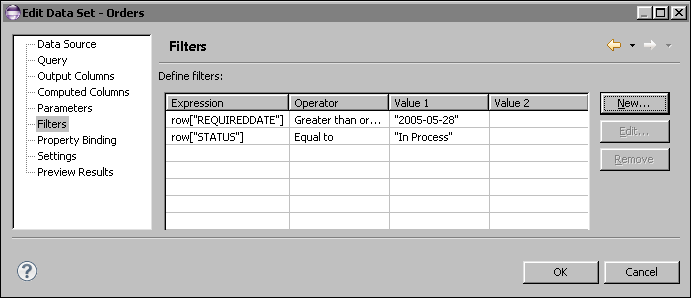 Edit Data Set - Orders
Data Source
Query
Output Columns
Computed Columns
Parameters
Filters
Property Binding
Settings
Preview Results
Filters
Define filters:
Expression Operator Value 1 Value 2
row["REQUIREDDATE"] Greater than or... "2005-05-28"
row["STATUS"] Equal to "In Process"
New...
Edit...
Remove
?
OK Cancel